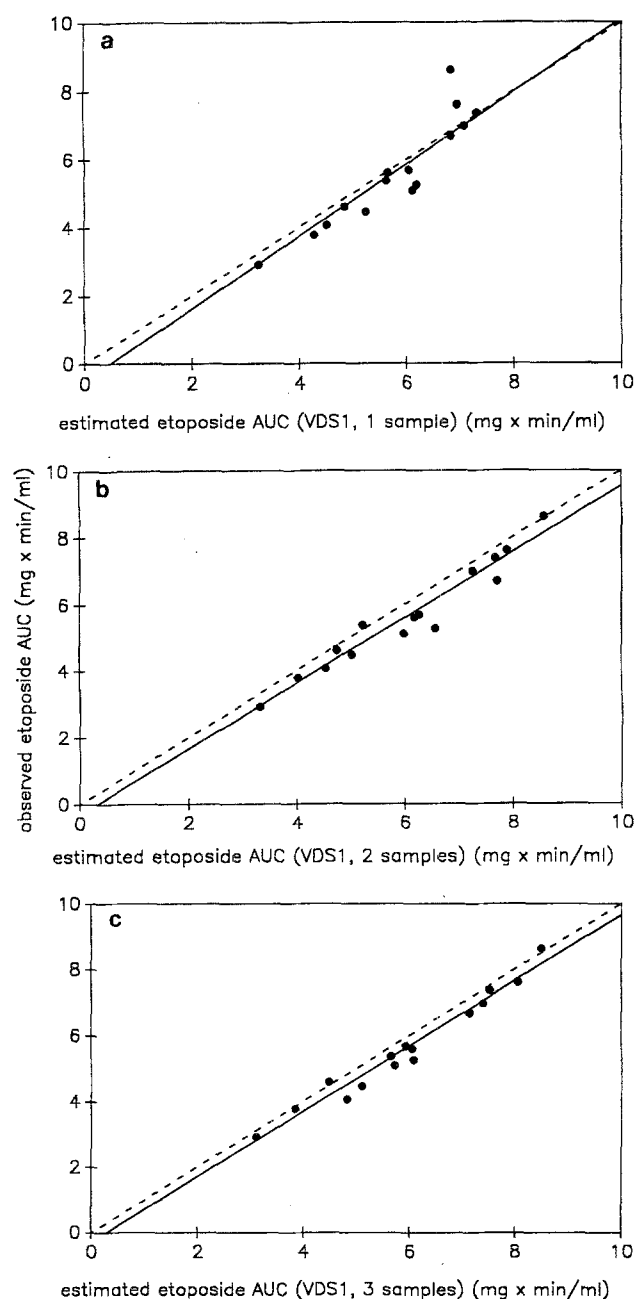 a
10
8
6
4
2
0
0 2 4 6 8 10
estimated etoposide AUC (VDS1, 1 sample) (mg x min/ml)
observed etoposide AUC (mg x min/ml)
b
10
8
6
4
2
0
0 2 4 6 8 10
estimated etoposide AUC (VDS1, 2 samples) (mg x min/ml)
c
10
8
6
4
2
0
0 2 4 6 8 10
estimated etoposide AUC (VDS1, 3 samples) (mg x min/ml)